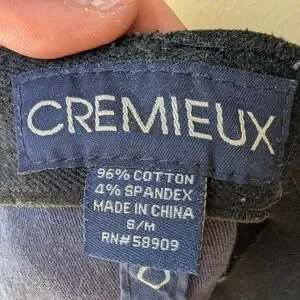 CREMIEUX
96% COTTON
4% SPANDEX
MADE IN CHINA
S/M
RN#58909